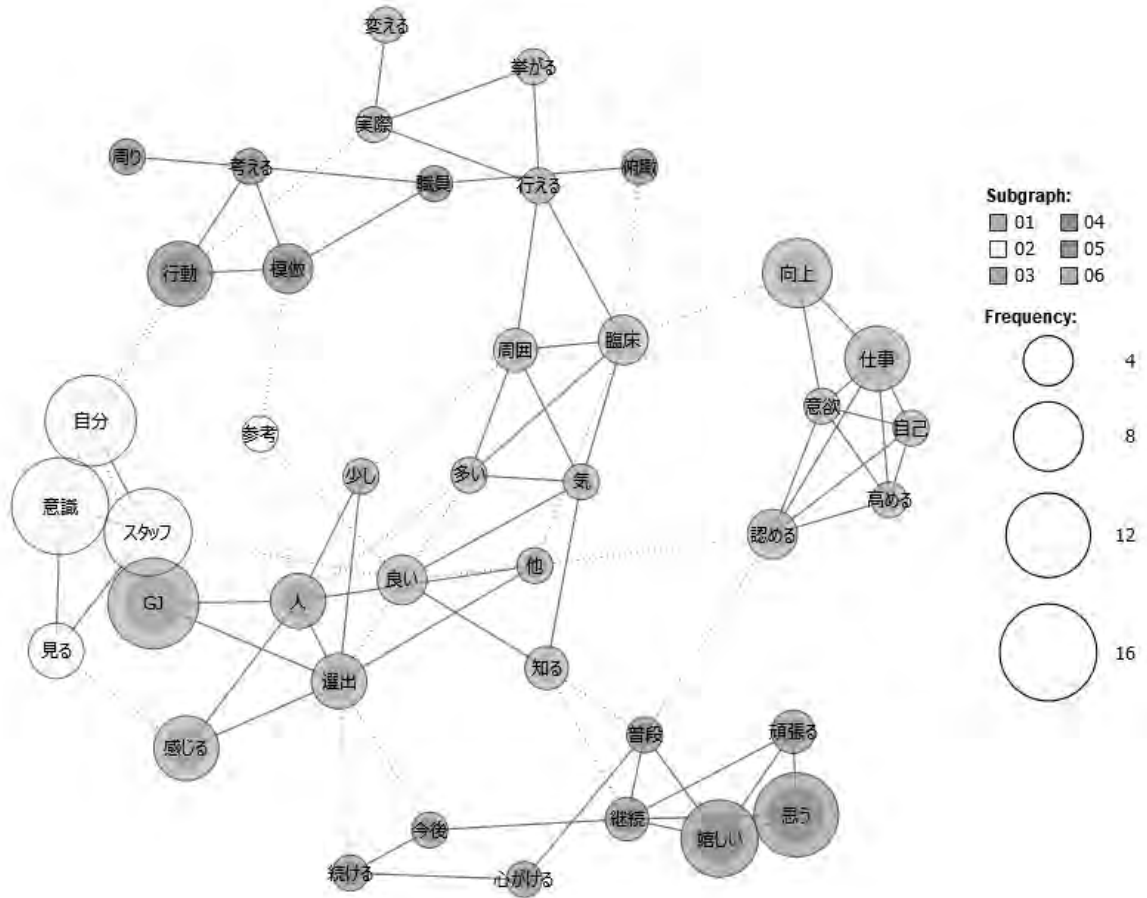 変える
挙がる
実際
周り
考える
職員
行える
俯瞰
行動
模倣
向上
周囲
臨床
仕事
意欲
自己
自分
参考
少し
多い
気
高める
意識
スタッフ
認める
GJ
人
良い
他
見る
選出
知る
感じる
普段
頑張る
今後
継続
嬉しい
思う
続ける
心がける
Subgraph:
01 04
02 05
03 06
Frequency:
4
8
12
16